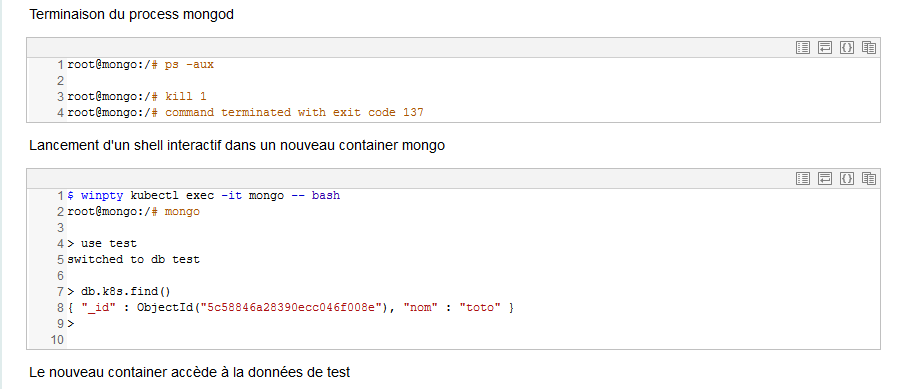 Terminaison du process mongod
1 root@mongo:/# ps -aux
2
3 root@mongo:/# kill 1
4 root@mongo:/# command terminated with exit code 137
Lancement d'un shell interactif dans un nouveau container mongo
1 $ winpty kubectl exec -it mongo -- bash
2 root@mongo:/# mongo
3
4 > use test
5 switched to db test
6
7 > db.k8s.find()
8 { "_id" : ObjectId("5c58846a28390ecc046f008e"), "nom" : "toto" }
9 >
10
Le nouveau container accède à la données de test